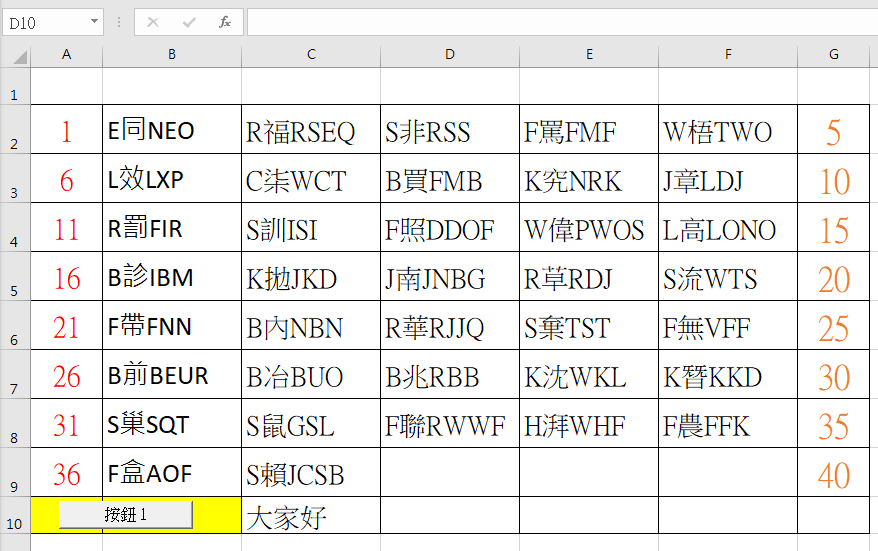 D10 fx
A B C D E F G
1
2 1 E同NEO R福RSEQ S非RSS F罵FMF W梧TWO 5
3 6 L效LXP C柒WCT B買FMB K究NRK J章LDJ 10
4 11 R罰FIR S訓ISI F照DDOF W偉PWOS L高LONO 15
5 16 B診IBM K拋JKD J南JNBG R草RDJ S流WTS 20
6 21 F帶FNN B內NBN R華RJJQ S棄TST F無VFF 25
7 26 B前BEUR B冶BUO B兆RBB K沈WKL K暫KKD 30
8 31 S巢SQT S鼠GSL F聯RWWF H湃WHF F農FFK 35
9 36 F盒AOF S賴JCSB 40
10 按鈕 1 大家好